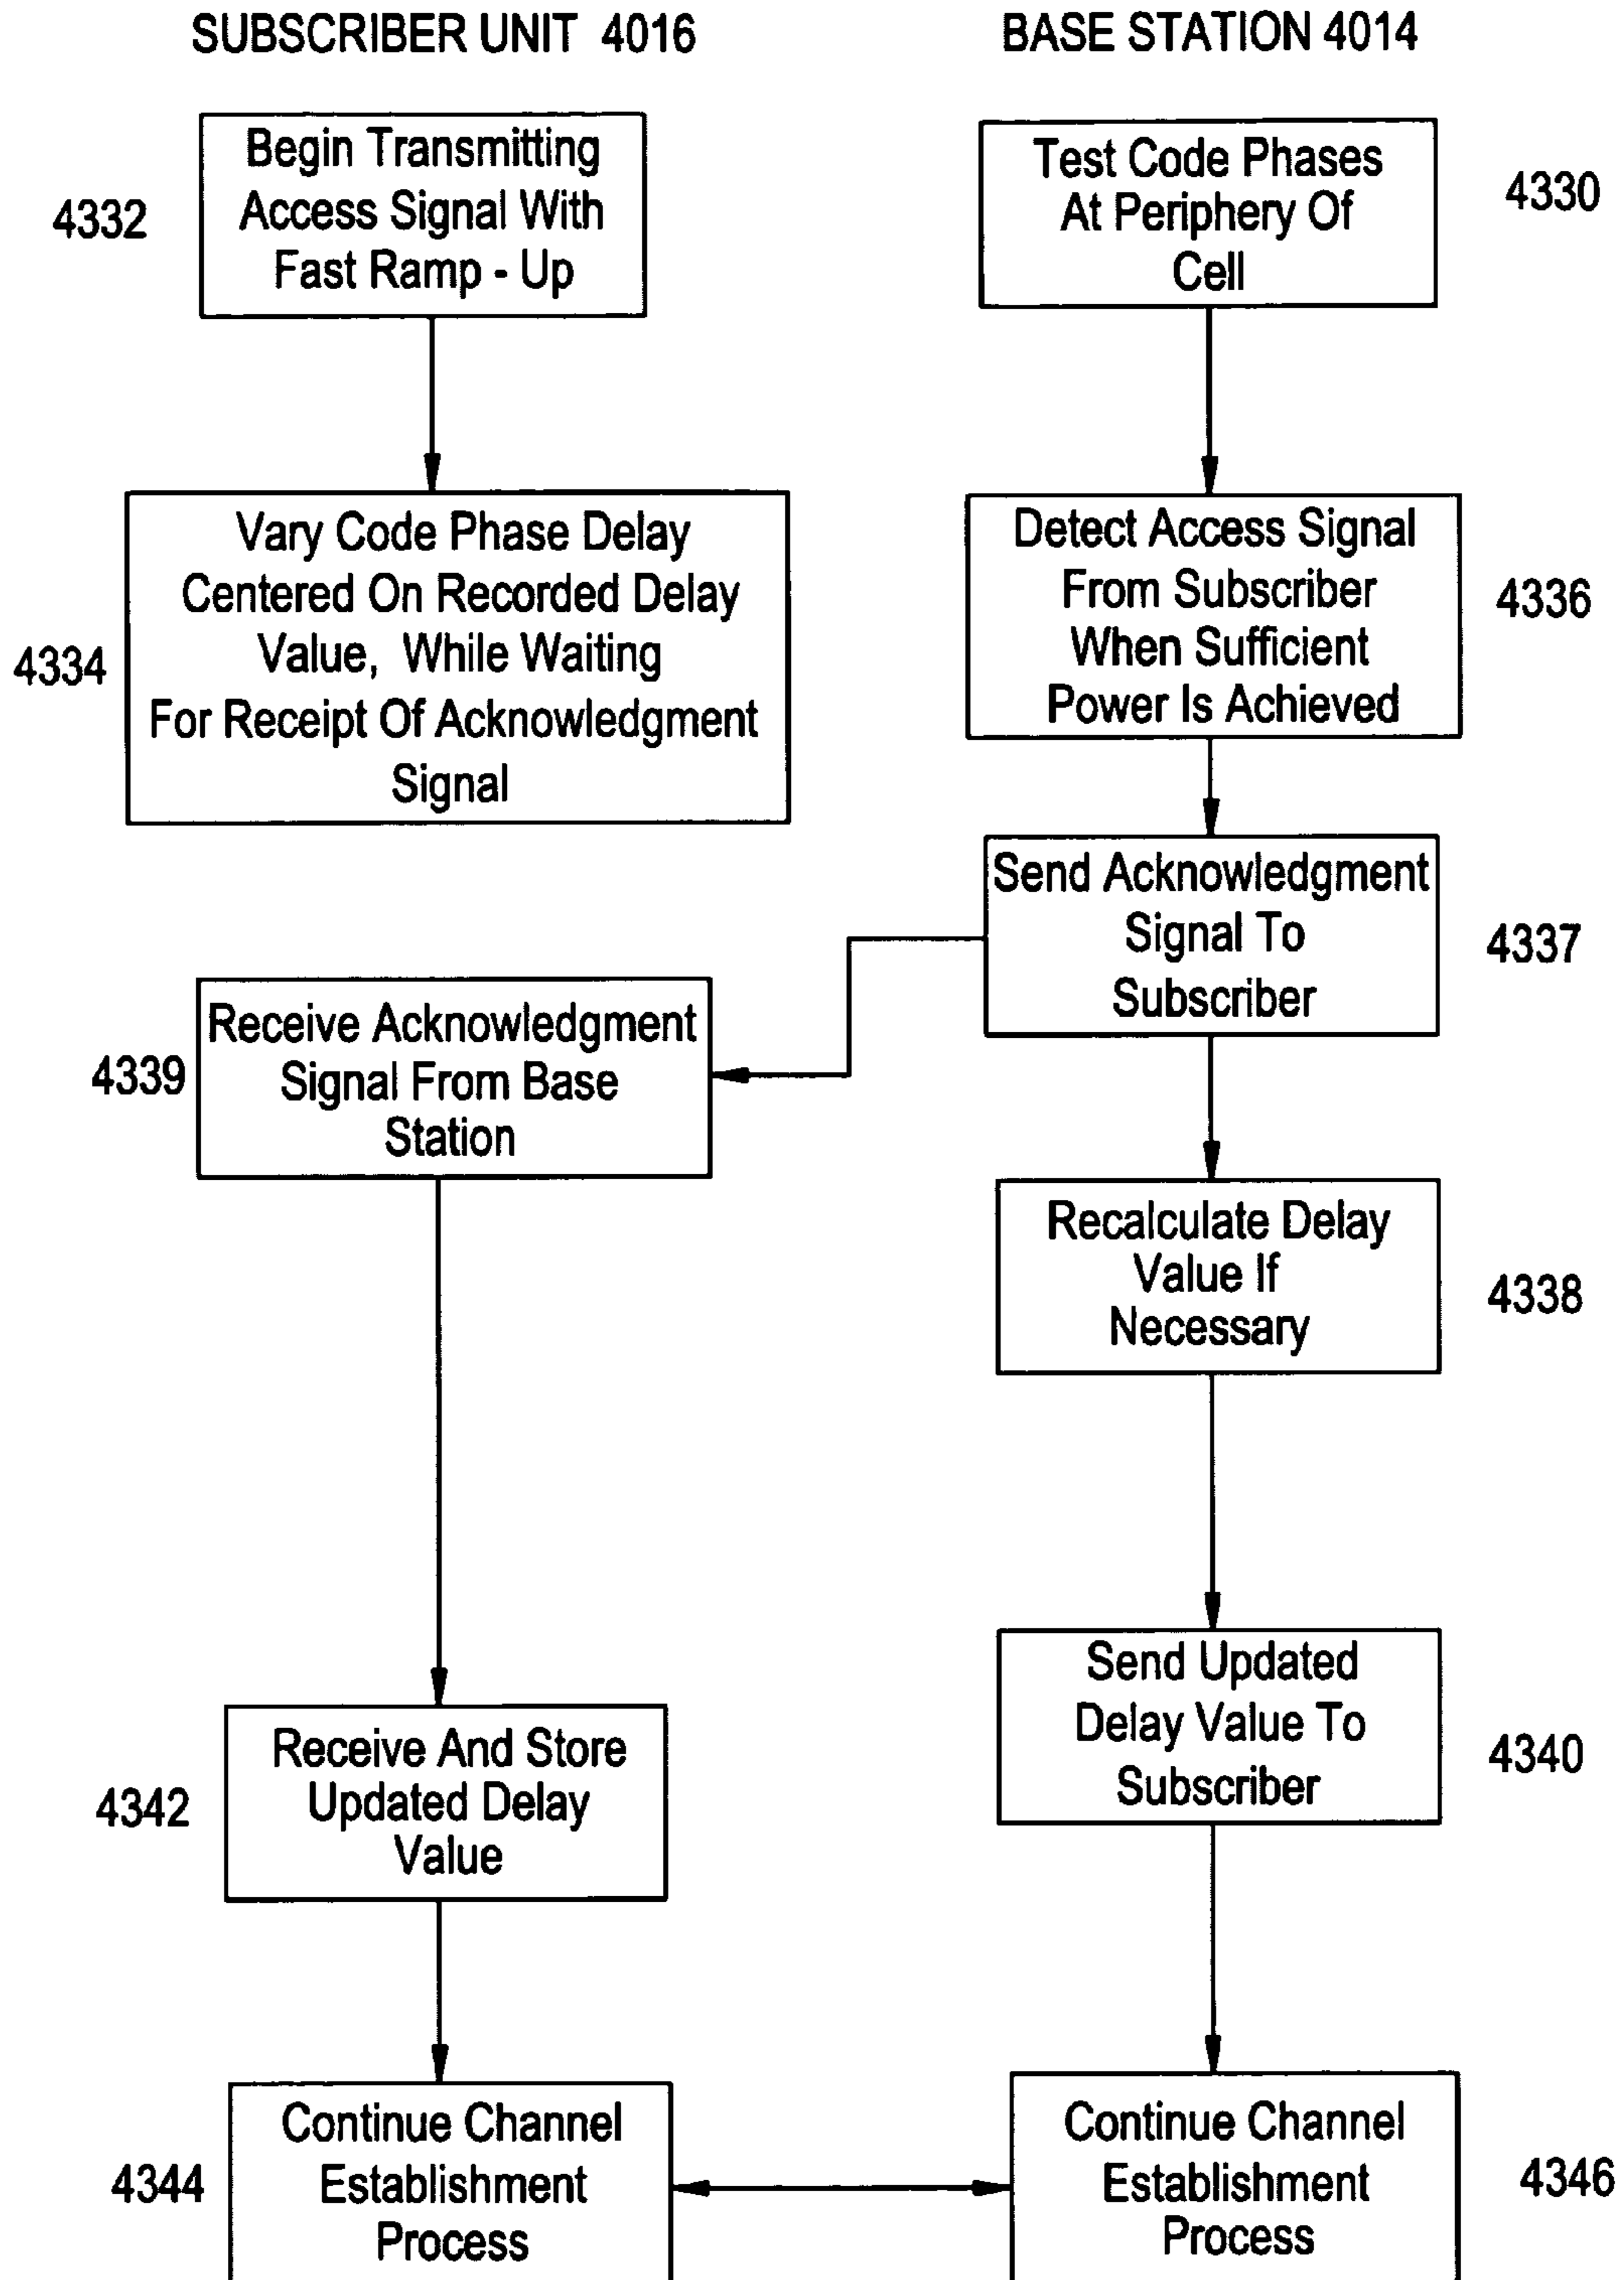 SUBSCRIBER UNIT 4016
BASE STATION 4014
4332
Begin Transmitting
Access Signal With
Fast Ramp - Up
Test Code Phases
At Periphery Of
Cell
4330
4334
Vary Code Phase Delay
Centered On Recorded Delay
Value, While Waiting
For Receipt Of Acknowledgment
Signal
Detect Access Signal
From Subscriber
When Sufficient
Power Is Achieved
4336
Send Acknowledgment
Signal To
Subscriber
4337
4339
Receive Acknowledgment
Signal From Base
Station
Recalculate Delay
Value If
Necessary
4338
Send Updated
Delay Value To
Subscriber
4340
4342
Receive And Store
Updated Delay
Value
4344
Continue Channel
Establishment
Process
Continue Channel
Establishment
Process
4346